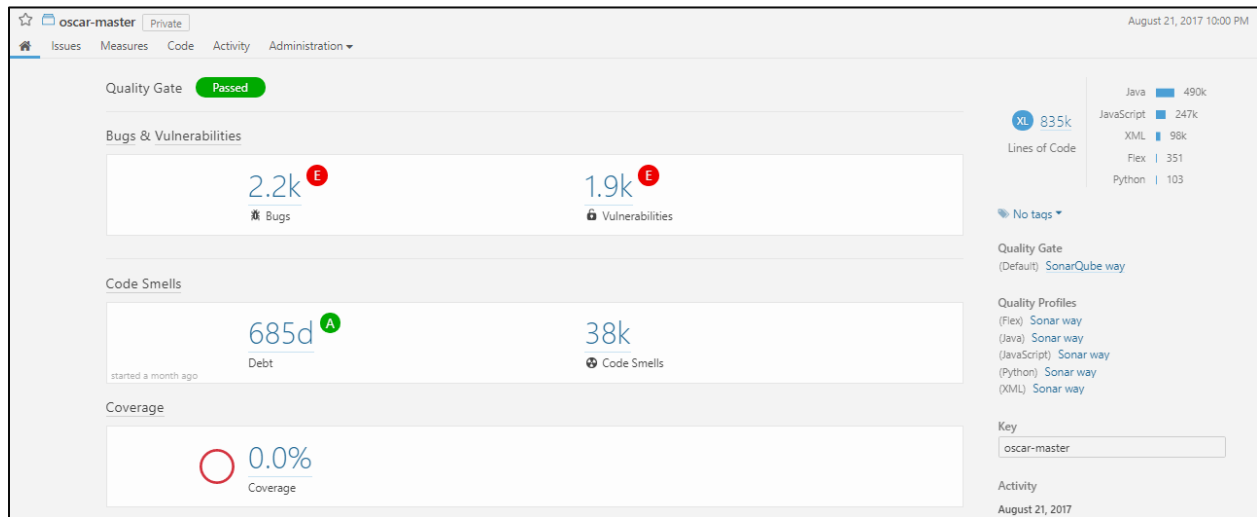 oscar-master Private
August 21, 2017 10:00 PM
Issues Measures Code Activity Administration
Quality Gate Passed
Bugs & Vulnerabilities
2.2k E
Bugs
1.9k E
Vulnerabilities
Code Smells
685d A
Debt
38k
Code Smells
started a month ago
Coverage
0.0%
Coverage
XL 835k
Lines of Code
Java 490k
JavaScript 247k
XML 98k
Flex 351
Python 103
No tags
Quality Gate
(Default) SonarQube way
Quality Profiles
(Flex) Sonar way
(Java) Sonar way
(JavaScript) Sonar way
(Python) Sonar way
(XML) Sonar way
Key
oscar-master
Activity
August 21, 2017